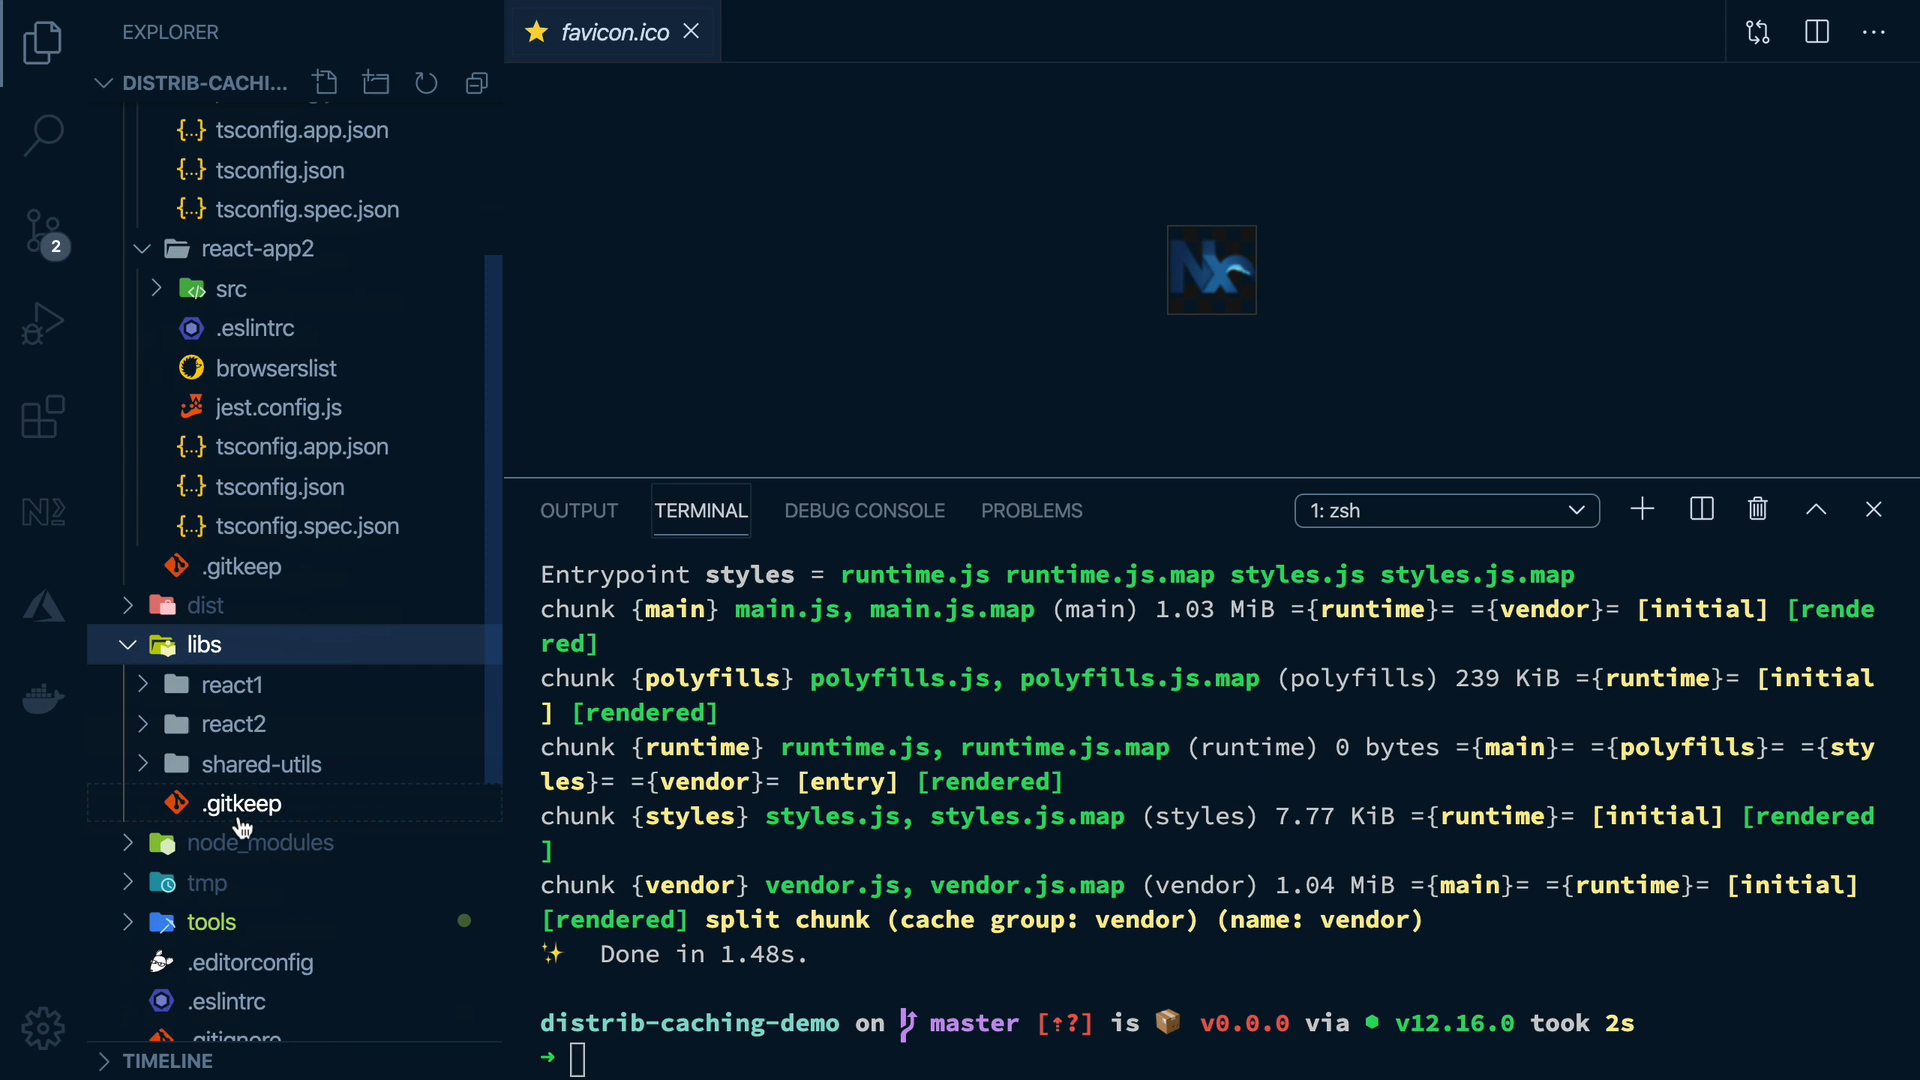 EXPLORER
DISTRIB-CACHI...
tsconfig.app.json
tsconfig.json
tsconfig.spec.json
react-app2
src
.eslintrc
browserslist
jest.config.js
tsconfig.app.json
tsconfig.json
tsconfig.spec.json
.gitkeep
dist
libs
react1
react2
shared-utils
.gitkeep
node_modules
tmp
tools
.editorconfig
.eslintrc
.gitignore
TIMELINE
2
favicon.ico
Nx
OUTPUT TERMINAL DEBUG CONSOLE PROBLEMS 1: zsh
Entrypoint styles = runtime.js runtime.js.map styles.js styles.js.map
chunk {main} main.js, main.js.map (main) 1.03 MiB ={runtime}= ={vendor}= [initial] [rende
red]
chunk {polyfills} polyfills.js, polyfills.js.map (polyfills) 239 KiB ={runtime}= [initial
] [rendered]
chunk {runtime} runtime.js, runtime.js.map (runtime) 0 bytes ={main}= ={polyfills}= ={sty
les}= ={vendor}= [entry] [rendered]
chunk {styles} styles.js, styles.js.map (styles) 7.77 KiB ={runtime}= [initial] [rendered
]
chunk {vendor} vendor.js, vendor.js.map (vendor) 1.04 MiB ={main}= ={runtime}= [initial]
[rendered] split chunk (cache group: vendor) (name: vendor)
✨ Done in 1.48s.
distrib-caching-demo on master [⇡?] is 📦 v0.0.0 via ⬢ v12.16.0 took 2s
➜